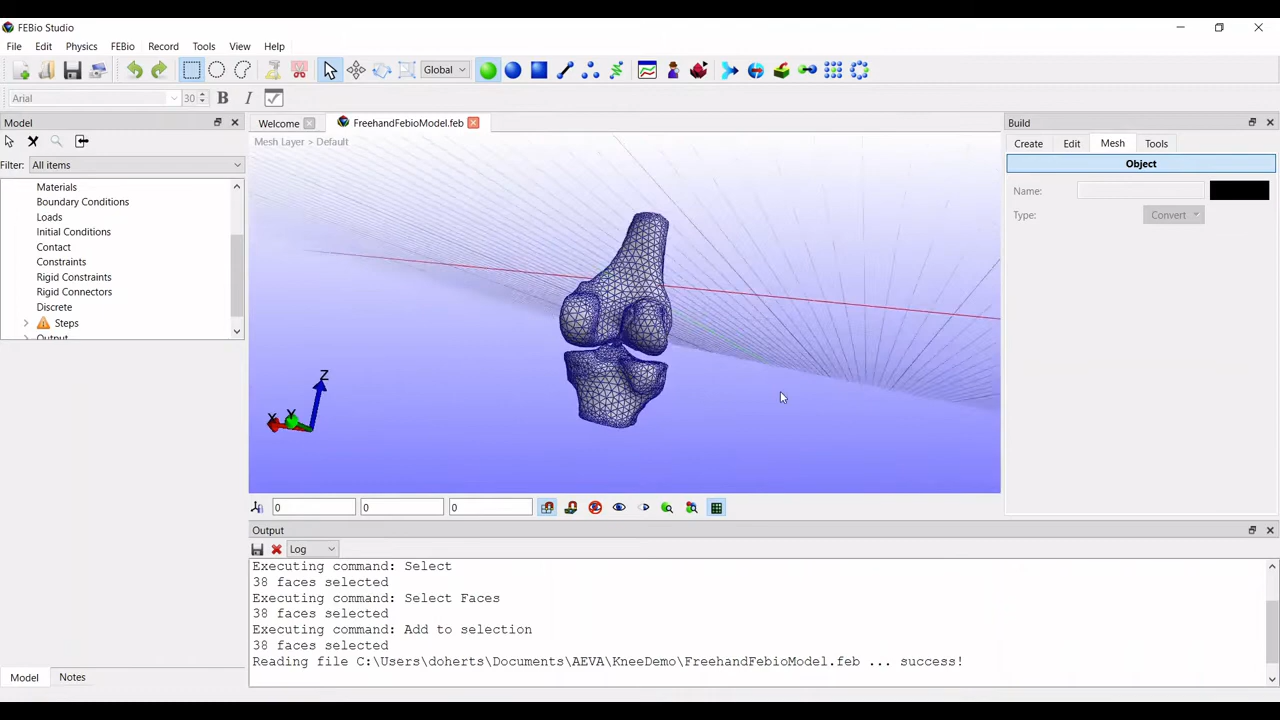 FEBio Studio
File Edit Physics FEBio Record Tools View Help
Global
Arial 30 B I
Model
Filter: All items
Materials
Boundary Conditions
Loads
Initial Conditions
Contact
Constraints
Rigid Constraints
Rigid Connectors
Discrete
Steps
Output
Model Notes
Welcome FreehandFebioModel.feb
Mesh Layer > Default
Z
X Y
0 0 0
Build
Create Edit Mesh Tools
Object
Name:
Type: Convert
Output
Log
Executing command: Select
38 faces selected
Executing command: Select Faces
38 faces selected
Executing command: Add to selection
38 faces selected
Reading file C:\Users\doherts\Documents\AEVA\KneeDemo\FreehandFebioModel.feb ... success!